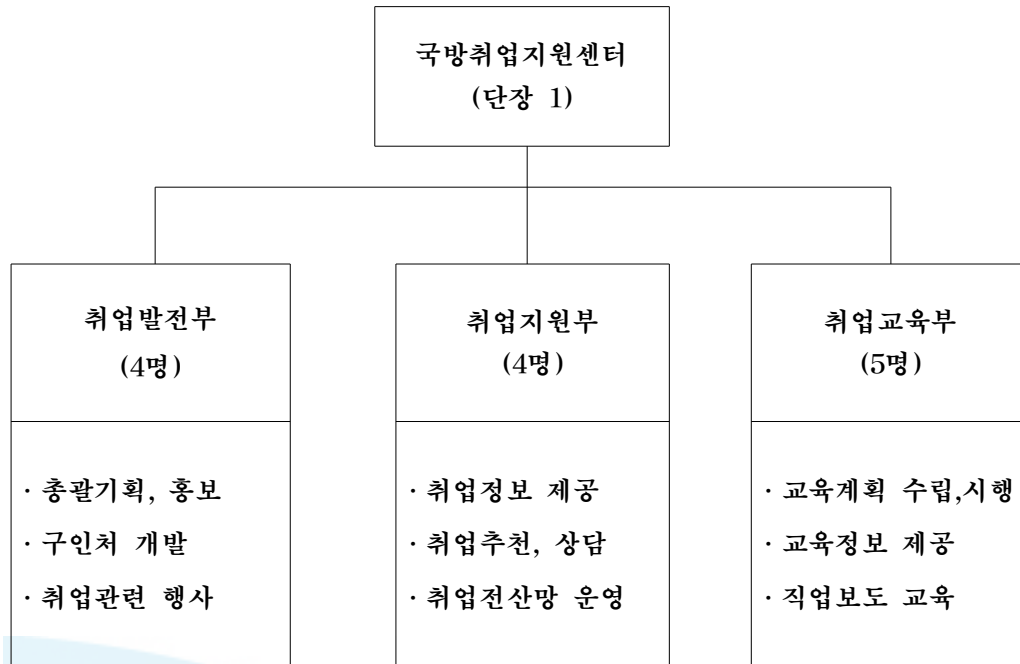 국방취업지원센터
(단장 1)
취업발전부
(4명)
· 총괄기획, 홍보
· 구인처 개발
· 취업관련 행사
취업지원부
(4명)
· 취업정보 제공
· 취업추천, 상담
· 취업전산망 운영
취업교육부
(5명)
· 교육계획 수립,시행
· 교육정보 제공
· 직업보도 교육